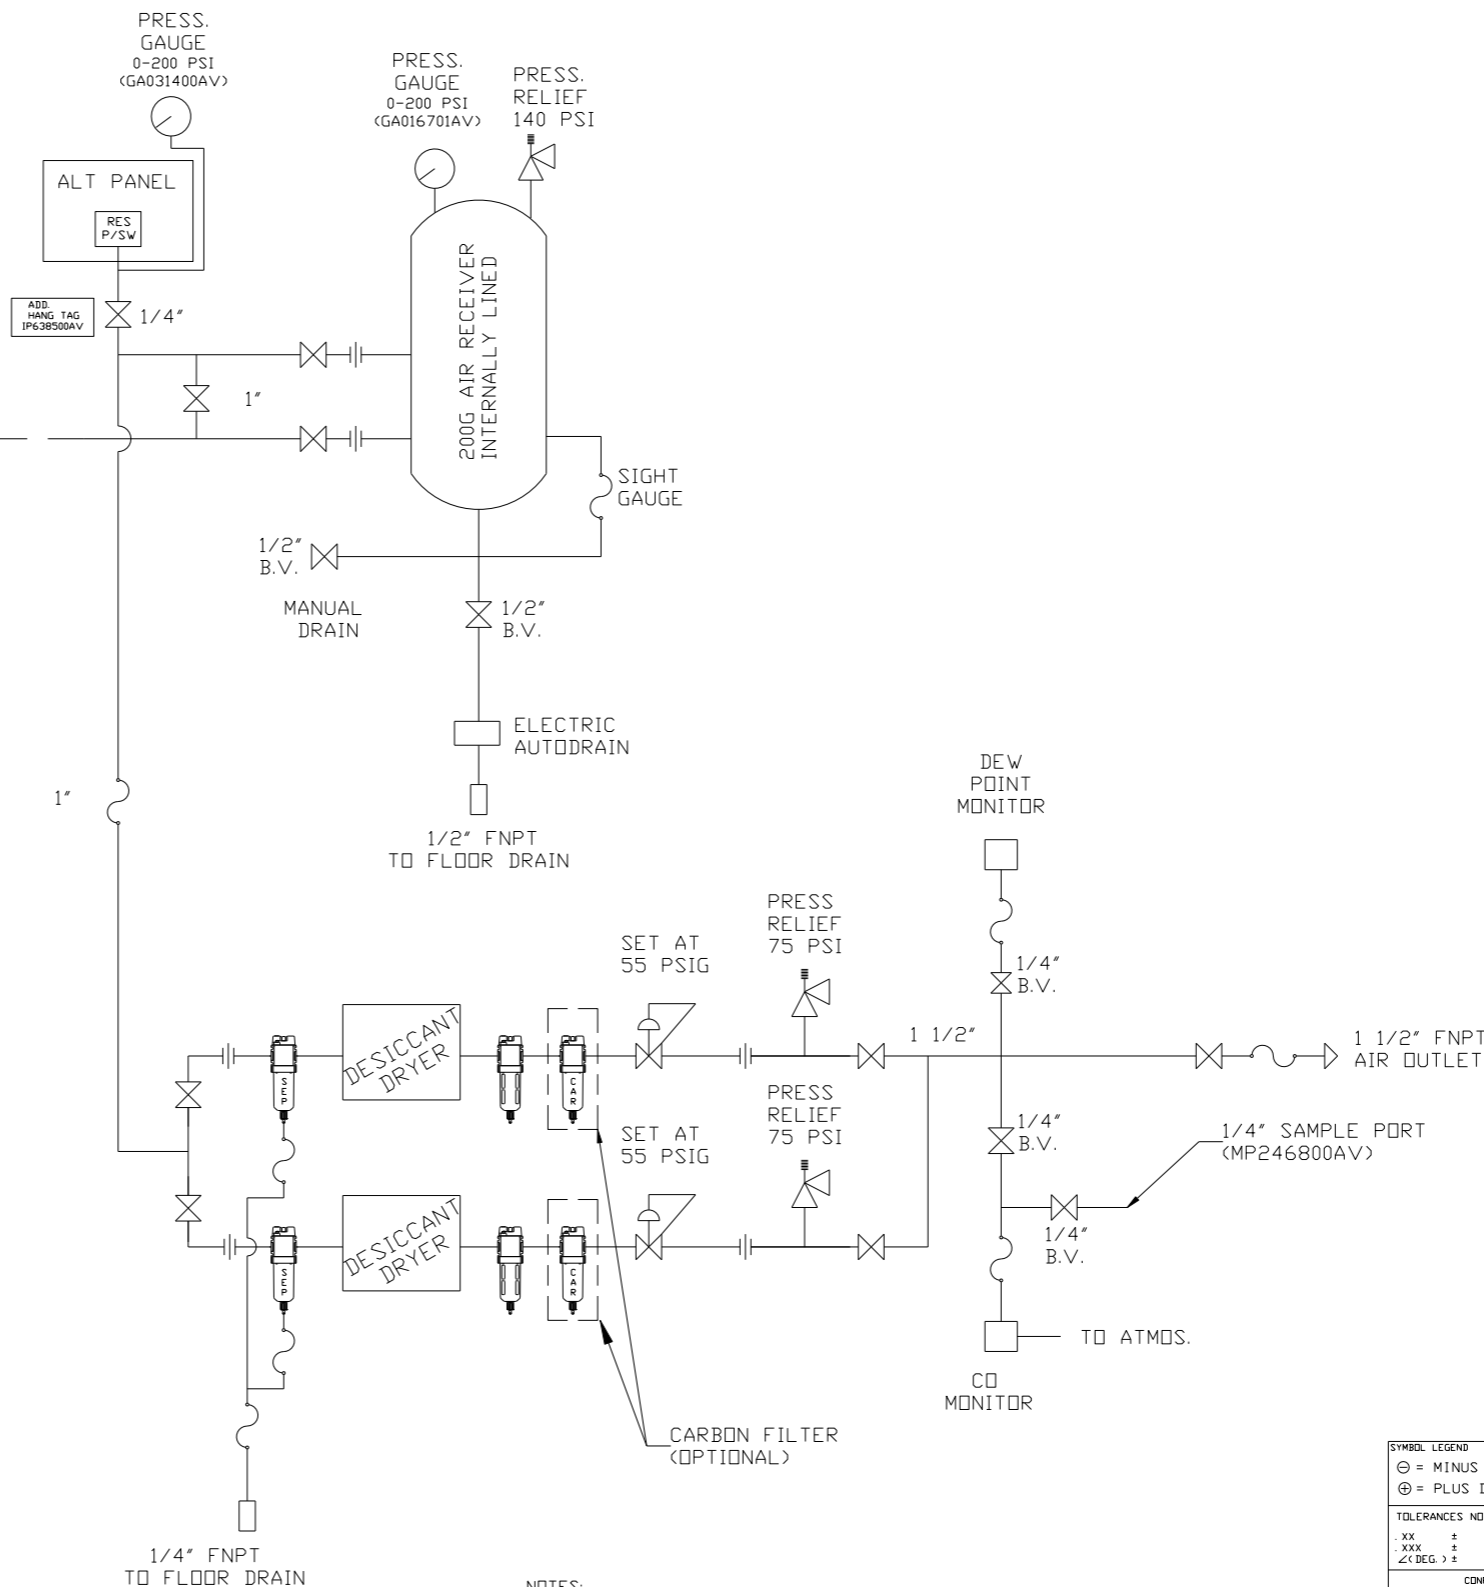 PRESS.
GAUGE
0-200 PSI
(GA031400AV)
PRESS.
GAUGE
0-200 PSI
(GA016701AV)
PRESS.
RELIEF
140 PSI
ALT PANEL
RES
P/SW
ADD.
HANG TAG
IP638500AV
1/4"
1"
200G AIR RECEIVER
INTERNALLY LINED
SIGHT
GAUGE
1/2"
B.V.
MANUAL
DRAIN
1/2"
B.V.
ELECTRIC
AUTODRAIN
1/2" FNPT
TO FLOOR DRAIN
1"
DEW
POINT
MONITOR
PRESS
RELIEF
75 PSI
SET AT
55 PSIG
1/4"
B.V.
1 1/2"
1 1/2" FNPT
AIR OUTLET
SEP
DESICCANT
DRYER
CAR
PRESS
RELIEF
75 PSI
SET AT
55 PSIG
1/4"
B.V.
1/4" SAMPLE PORT
(MP246800AV)
SEP
DESICCANT
DRYER
CAR
1/4"
B.V.
TO ATMOS.
CO
MONITOR
CARBON FILTER
(OPTIONAL)
1/4" FNPT
TO FLOOR DRAIN
NOTES:
SYMBOL LEGEND
⊖ = MINUS
⊕ = PLUS
TOLERANCES
.XX ±
.XXX ±
∠(DEG.) ±